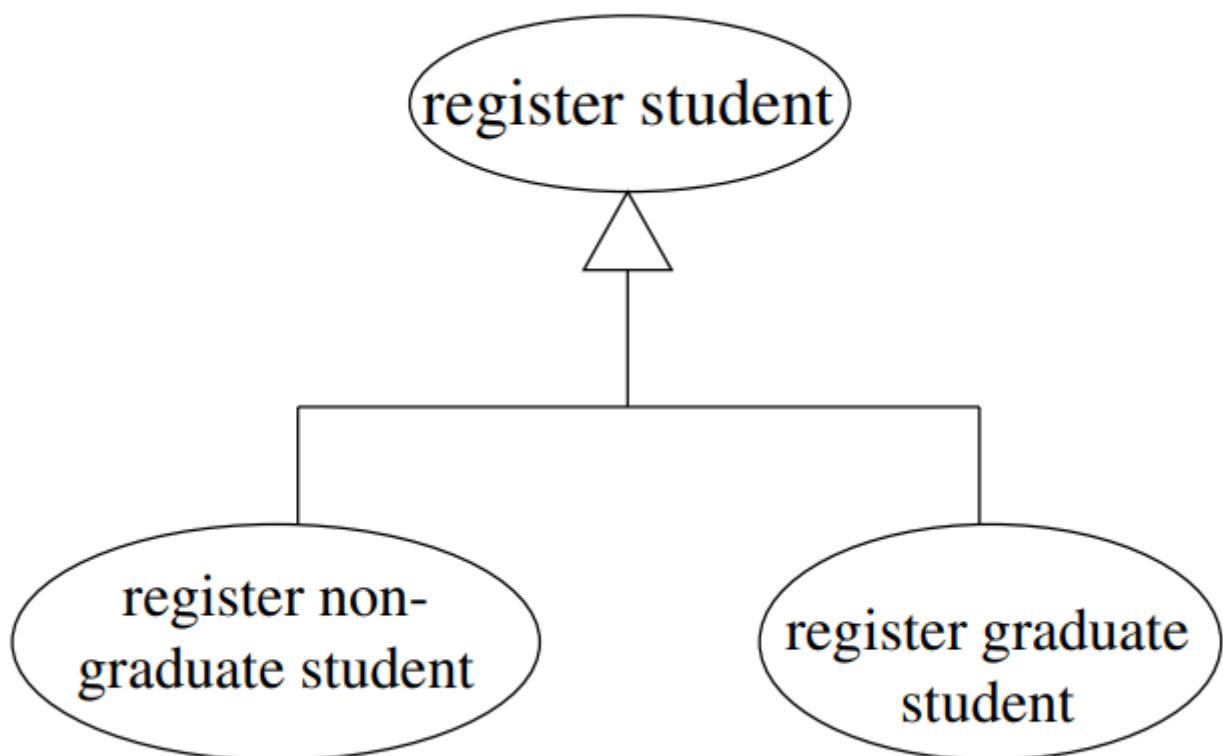 register student
register non-
graduate student
register graduate
student